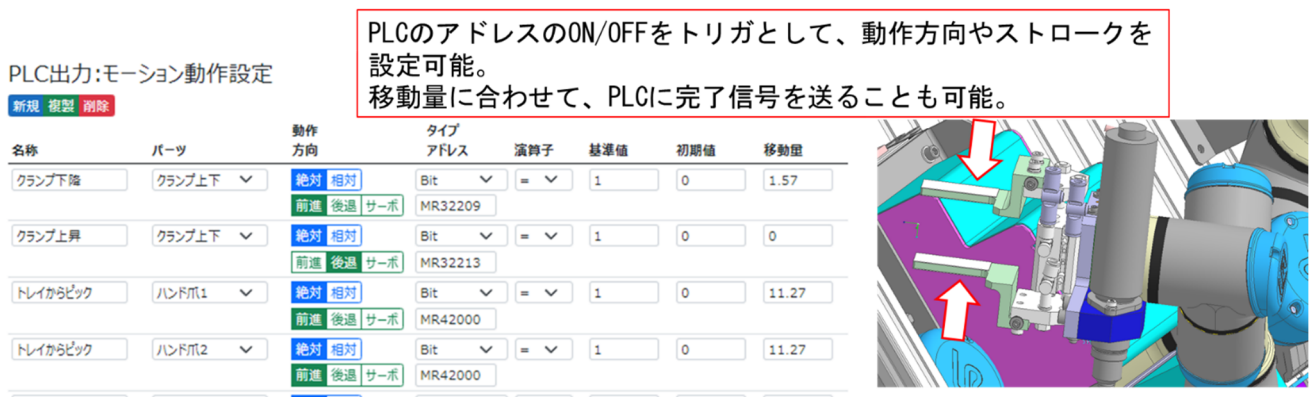 PLCのアドレスのON/OFFをトリガとして、動作方向やストロークを
設定可能。
移動量に合わせて、PLCに完了信号を送ることも可能。
PLC出力:モーション動作設定
新規 複製 削除
名称 パーツ 動作 方向 タイプ アドレス 演算子 基準値 初期値 移動量
クランプ下降 クランプ上下 絶対 相対 Bit = 1 0 1.57
前進 後退 サーボ MR32209
クランプ上昇 クランプ上下 絶対 相対 Bit = 1 0 0
前進 後退 サーボ MR32213
トレイからピック ハンド爪1 絶対 相対 Bit = 1 0 11.27
前進 後退 サーボ MR42000
トレイからピック ハンド爪2 絶対 相対 Bit = 1 0 11.27
前進 後退 サーボ MR42000